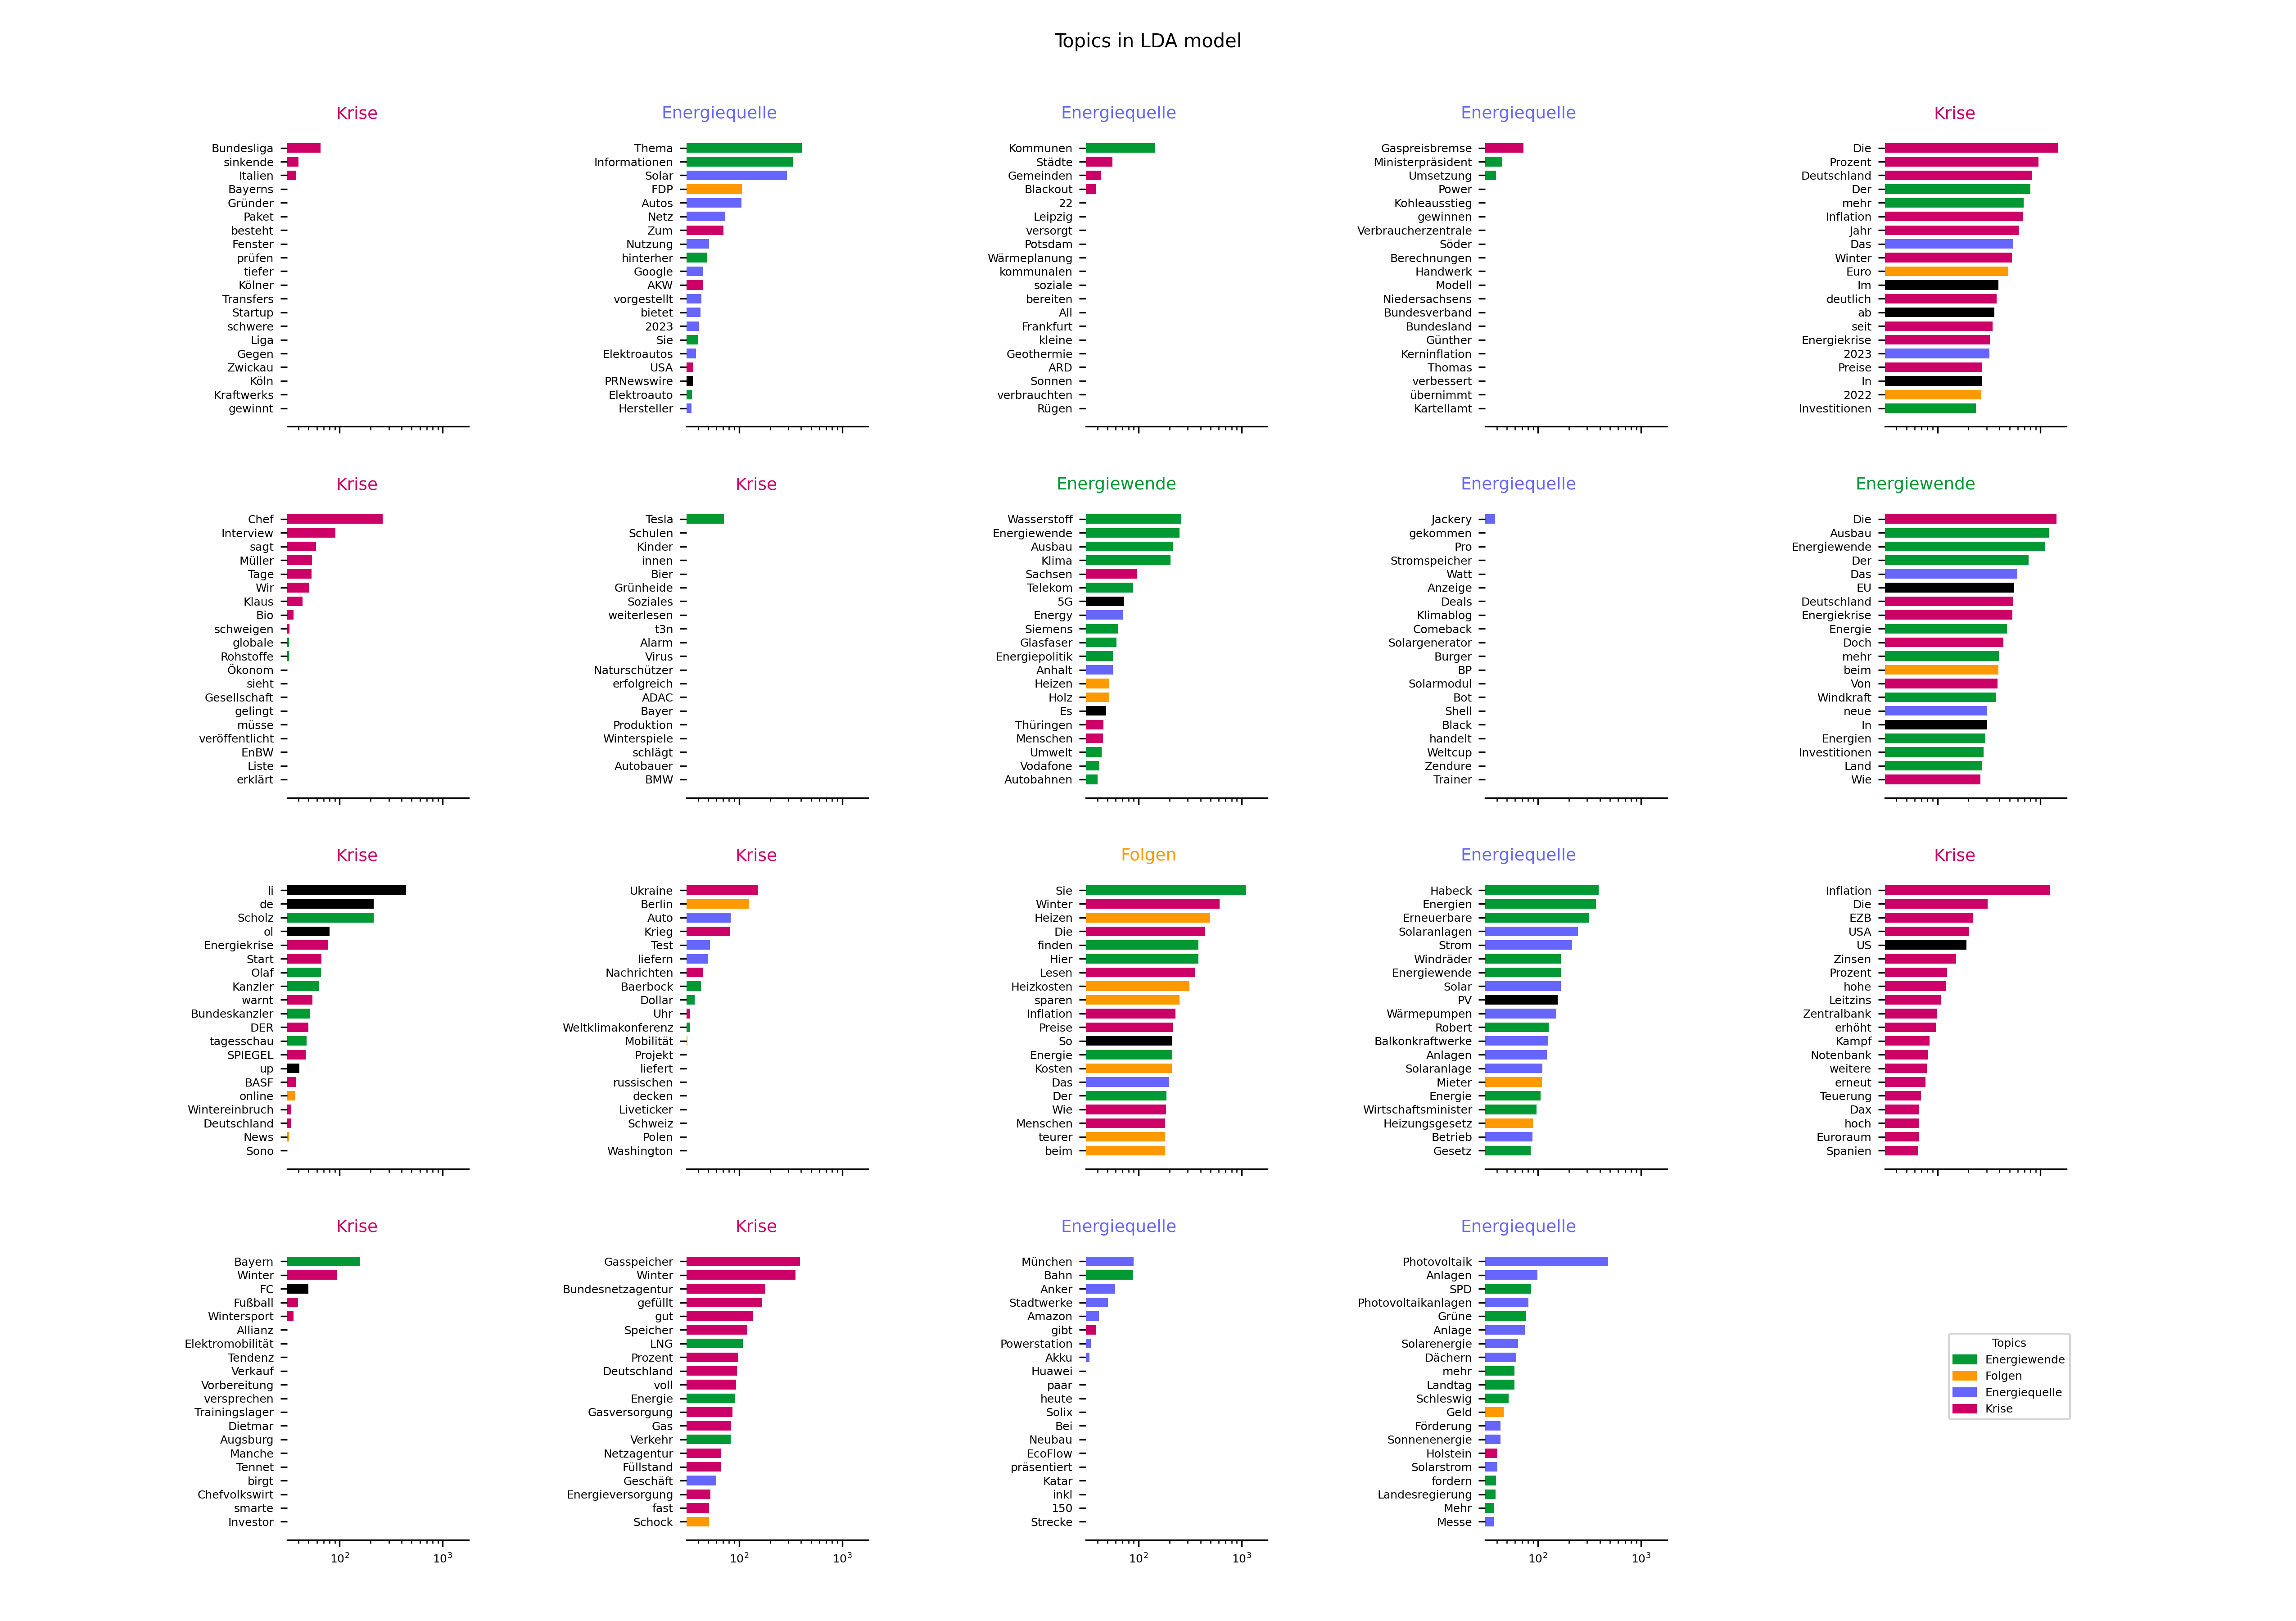 Topics in LDA model
Krise
Bundesliga
sinkende
Italien
Bayerns
Gründer
Paket
besteht
Fenster
prüfen
tiefer
Kölner
Transfers
Startup
schwere
Liga
Gegen
Zwickau
Köln
Kraftwerks
gewinnt
Energiequelle
Thema
Informationen
Solar
FDP
Autos
Netz
Zum
Nutzung
hinterher
Google
AKW
vorgestellt
bietet
2023
Sie
Elektroautos
USA
PRNewswire
Elektroauto
Hersteller
Energiequelle
Kommunen
Städte
Gemeinden
Blackout
22
Leipzig
versorgt
Potsdam
Wärmeplanung
kommunalen
soziale
bereiten
All
Frankfurt
kleine
Geothermie
ARD
Sonnen
verbrauchten
Rügen
Energiequelle
Gaspreisbremse
Ministerpräsident
Umsetzung
Power
Kohleausstieg
gewinnen
Verbraucherzentrale
Söder
Berechnungen
Handwerk
Modell
Niedersachsens
Bundesverband
Bundesland
Günther
Kerninflation
Thomas
verbessert
übernimmt
Kartellamt
Krise
Die
Prozent
Deutschland
Der
mehr
Inflation
Jahr
Das
Winter
Euro
Im
deutlich
ab
seit
Energiekrise
2023
Preise
In
2022
Investitionen
Krise
Chef
Interview
sagt
Müller
Tage
Wir
Klaus
Bio
schweigen
globale
Rohstoffe
Ökonom
sieht
Gesellschaft
gelingt
müsse
veröffentlicht
EnBW
Liste
erklärt
Krise
Tesla
Schulen
Kinder
innen
Bier
Grünheide
Soziales
weiterlesen
t3n
Alarm
Virus
Naturschützer
erfolgreich
ADAC
Bayer
Produktion
Winterspiele
schlägt
Autobauer
BMW
Energiewende
Wasserstoff
Energiewende
Ausbau
Klima
Sachsen
Telekom
5G
Energy
Siemens
Glasfaser
Energiepolitik
Anhalt
Heizen
Holz
Es
Thüringen
Menschen
Umwelt
Vodafone
Autobahnen
Energiequelle
Jackery
gekommen
Pro
Stromspeicher
Watt
Anzeige
Deals
Klimablog
Comeback
Solargenerator
Burger
BP
Solarmodul
Bot
Shell
Black
handelt
Weltcup
Zendure
Trainer
Energiewende
Die
Ausbau
Energiewende
Der
Das
EU
Deutschland
Energiekrise
Energie
Doch
mehr
beim
Von
Windkraft
neue
In
Energien
Investitionen
Land
Wie
Krise
li
de
Scholz
ol
Energiekrise
Start
Olaf
Kanzler
warnt
Bundeskanzler
DER
tagesschau
SPIEGEL
up
BASF
online
Wintereinbruch
Deutschland
News
Sono
Krise
Ukraine
Berlin
Auto
Krieg
Test
liefern
Nachrichten
Baerbock
Dollar
Uhr
Weltklimakonferenz
Mobilität
Projekt
liefert
russischen
decken
Liveticker
Schweiz
Polen
Washington
Folgen
Sie
Winter
Heizen
Die
finden
Hier
Lesen
Heizkosten
sparen
Inflation
Preise
So
Energie
Kosten
Das
Der
Wie
Menschen
teurer
beim
Energiequelle
Habeck
Energien
Erneuerbare
Solaranlagen
Strom
Windräder
Energiewende
Solar
PV
Wärmepumpen
Robert
Balkonkraftwerke
Anlagen
Solaranlage
Mieter
Energie
Wirtschaftsminister
Heizungsgesetz
Betrieb
Gesetz
Krise
Inflation
Die
EZB
USA
US
Zinsen
Prozent
hohe
Leitzins
Zentralbank
erhöht
Kampf
Notenbank
weitere
erneut
Teuerung
Dax
hoch
Euroraum
Spanien
Krise
Bayern
Winter
FC
Fußball
Wintersport
Allianz
Elektromobilität
Tendenz
Verkauf
Vorbereitung
versprechen
Trainingslager
Dietmar
Augsburg
Manche
Tennet
birgt
Chefvolkswirt
smarte
Investor
10² 10³
Krise
Gasspeicher
Winter
Bundesnetzagentur
gefüllt
gut
Speicher
LNG
Prozent
Deutschland
voll
Energie
Gasversorgung
Gas
Verkehr
Netzagentur
Füllstand
Geschäft
Energieversorgung
fast
Schock
10² 10³
Energiequelle
München
Bahn
Anker
Stadtwerke
Amazon
gibt
Powerstation
Akku
Huawei
paar
heute
Solix
Bei
Neubau
EcoFlow
präsentiert
Katar
inkl
150
Strecke
10² 10³
Energiequelle
Photovoltaik
Anlagen
SPD
Photovoltaikanlagen
Grüne
Anlage
Solarenergie
Dächern
mehr
Landtag
Schleswig
Geld
Förderung
Sonnenenergie
Holstein
Solarstrom
fordern
Landesregierung
Mehr
Messe
10² 10³
Topics
Energiewende
Folgen
Energiequelle
Krise